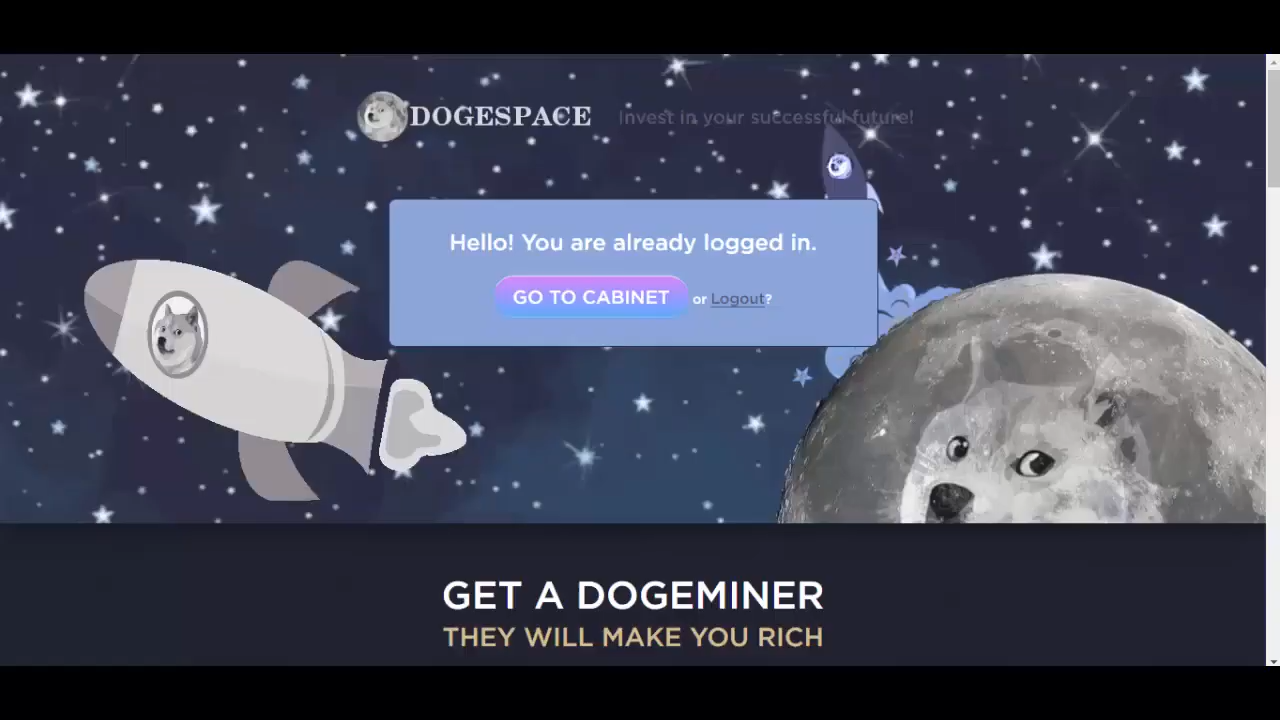 DOGESPACE
Invest in your successful future!
Hello! You are already logged in.
GO TO CABINET or Logout?
GET A DOGEMINER
THEY WILL MAKE YOU RICH